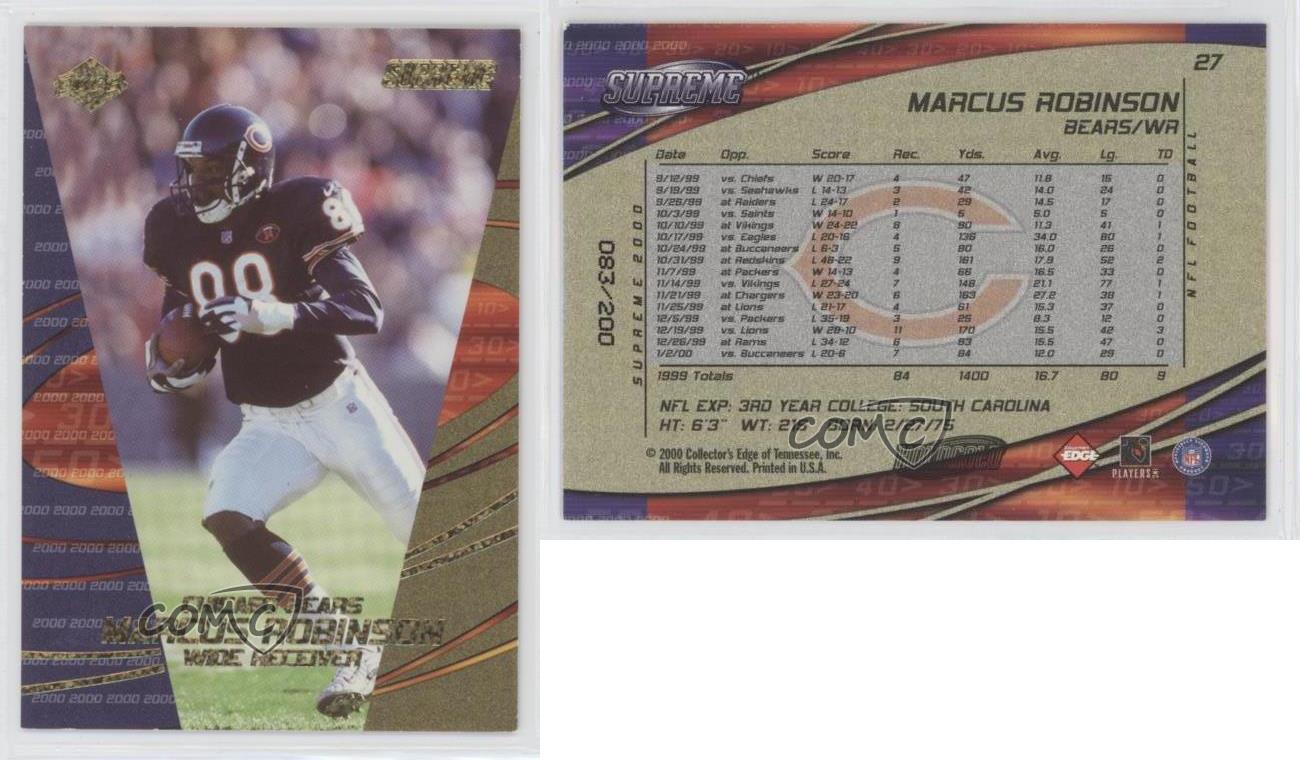 SUPREME
88
CHICAGO BEARS
MARCUS ROBINSON
WIDE RECEIVER
COMC
2000 2000 2000
SUPREME
27
MARCUS ROBINSON
BEARS/WR
Date Opp. Score Rec. Yds. Avg. Lg. TD
9/12/99 vs. Chiefs W 20-17 4 47 11.8 15 0
9/19/99 vs. Seahawks L 14-13 3 42 14.0 24 0
9/26/99 at Raiders L 24-17 2 29 14.5 17 0
10/3/99 vs. Saints W 14-10 1 5 5.0 5 0
10/10/99 at Vikings W 24-22 8 90 11.3 41 1
10/17/99 vs. Eagles L 20-16 4 136 34.0 80 1
10/24/99 at Buccaneers L 6-3 5 80 16.0 26 0
10/31/99 at Redskins L 48-22 9 161 17.9 52 2
11/7/99 at Packers W 14-13 4 66 16.5 33 0
11/14/99 vs. Vikings L 27-24 7 148 21.1 77 1
11/21/99 at Chargers W 23-20 6 163 27.2 38 1
11/25/99 at Lions L 21-17 4 61 15.3 37 0
12/5/99 vs. Packers L 35-19 3 25 8.3 12 0
12/19/99 vs. Lions W 28-10 11 170 15.5 42 3
12/26/99 at Rams L 34-12 6 93 15.5 47 0
1/2/00 vs. Buccaneers L 20-6 7 84 12.0 29 0
1999 Totals 84 1400 16.7 80 9
083/200
SUPREME 2000
NFL FOOTBALL
NFL EXP: 3RD YEAR COLLEGE: SOUTH CAROLINA
HT: 6'3" WT: 215 BORN: 2/27/75
© 2000 Collector's Edge of Tennessee, Inc.
All Rights Reserved. Printed in U.S.A.
COMC
EDGE
PLAYERS INC
NFL